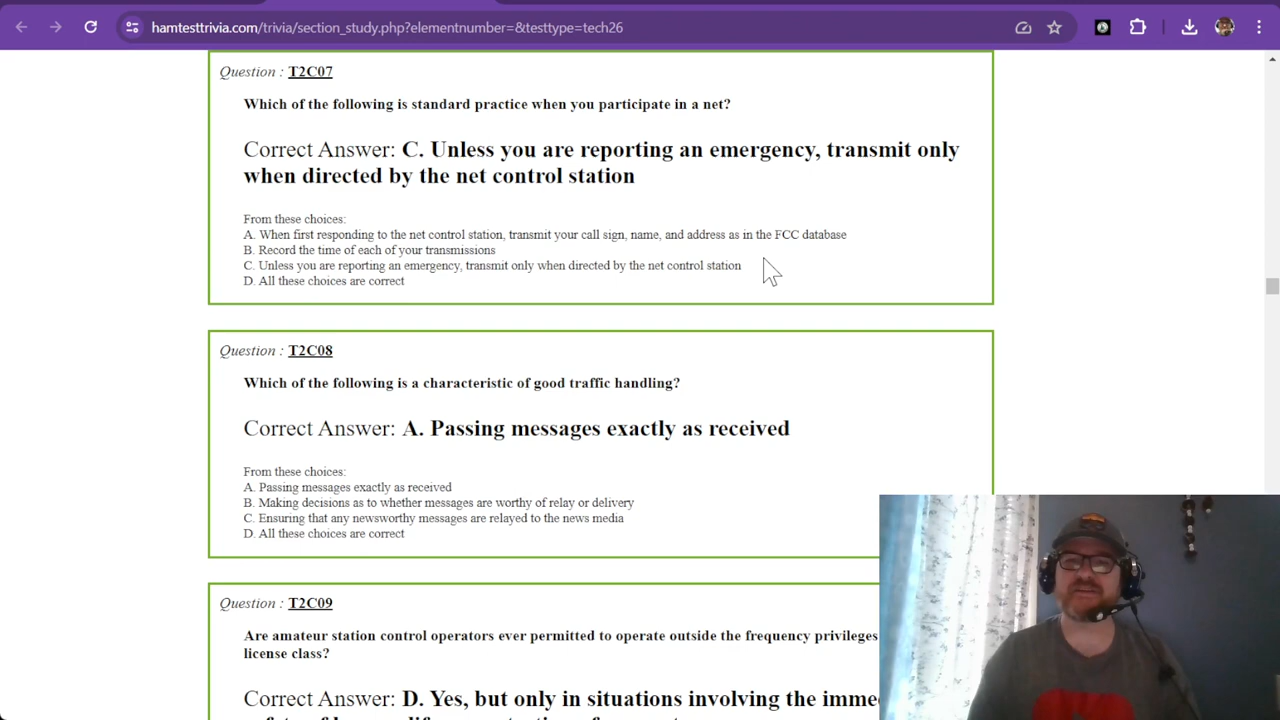 hamtesttrivia.com/trivia/section_study.php?elementnumber=&testtype=tech26
Question : T2C07
Which of the following is standard practice when you participate in a net?
Correct Answer: C. Unless you are reporting an emergency, transmit only
when directed by the net control station
From these choices:
A. When first responding to the net control station, transmit your call sign, name, and address as in the FCC database
B. Record the time of each of your transmissions
C. Unless you are reporting an emergency, transmit only when directed by the net control station
D. All these choices are correct
Question : T2C08
Which of the following is a characteristic of good traffic handling?
Correct Answer: A. Passing messages exactly as received
From these choices:
A. Passing messages exactly as received
B. Making decisions as to whether messages are worthy of relay or delivery
C. Ensuring that any newsworthy messages are relayed to the news media
D. All these choices are correct
Question : T2C09
Are amateur station control operators ever permitted to operate outside the frequency privileges
license class?
Correct Answer: D. Yes, but only in situations involving the imme